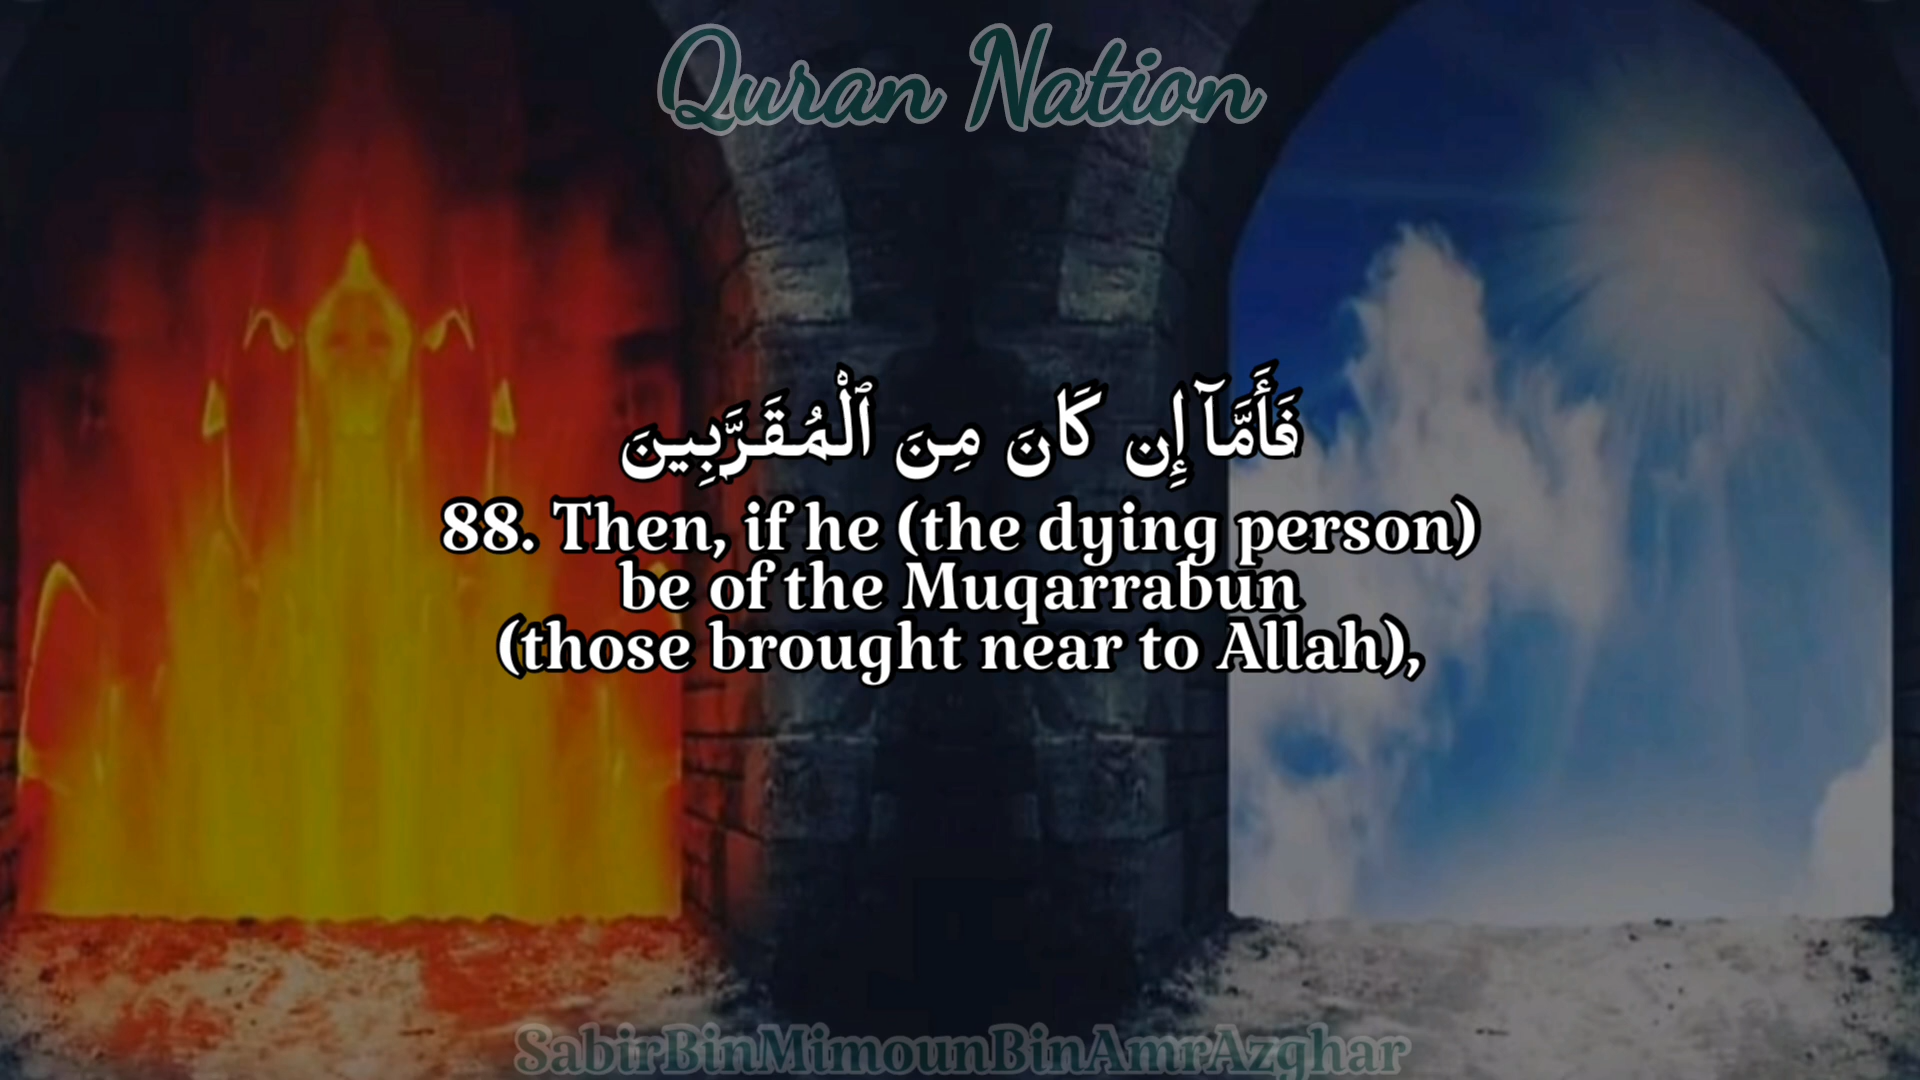 Quran Nation
فَأَمَّآ إِن كَانَ مِنَ ٱلْمُقَرَّبِينَ
88. Then, if he (the dying person)
be of the Muqarrabun
(those brought near to Allah),
SabirBinMimounBinAmrAzghar